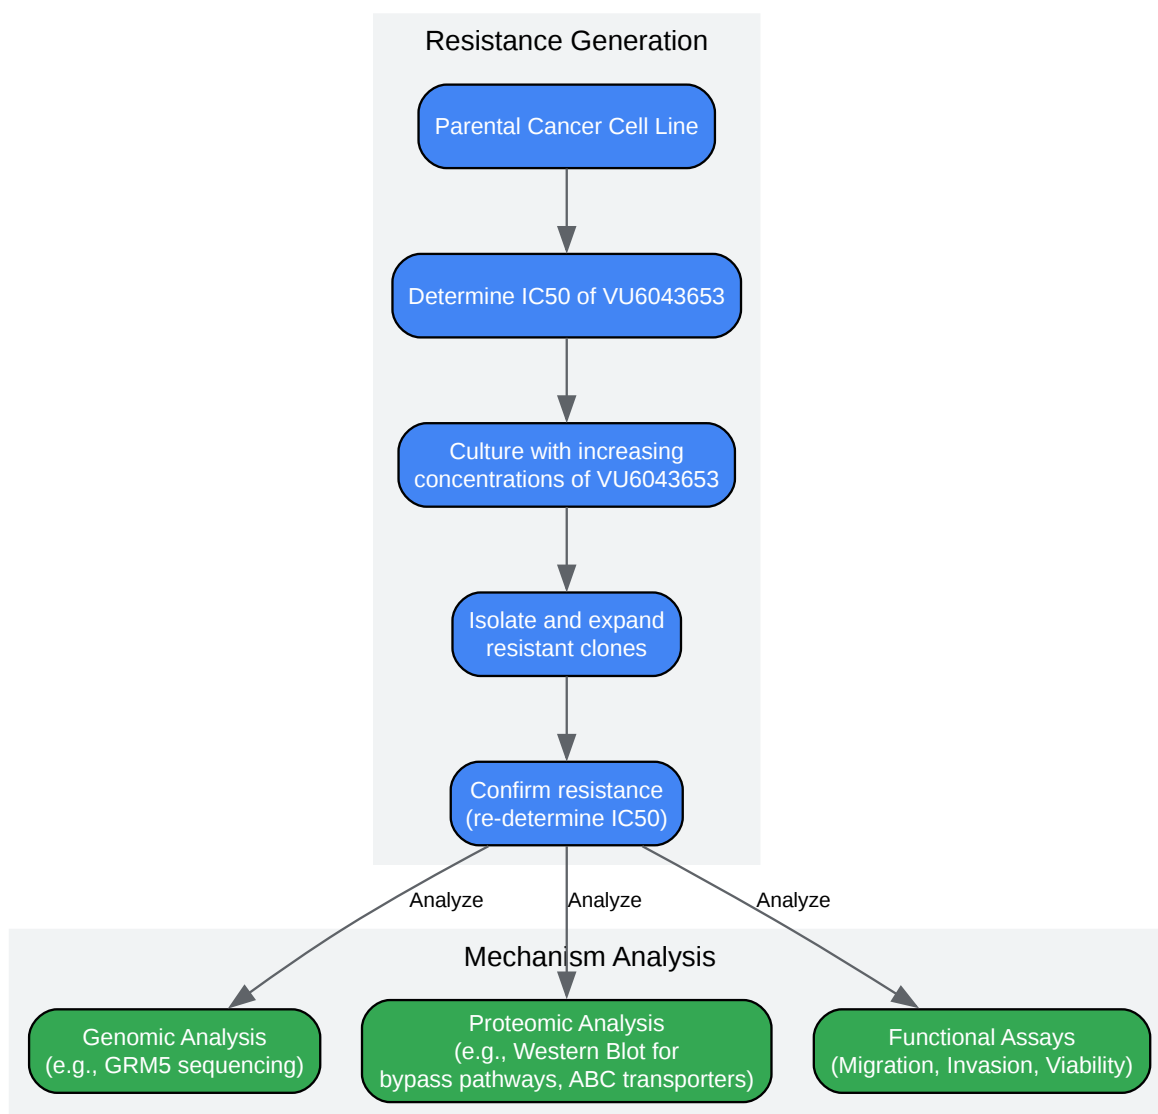 Resistance Generation
Parental Cancer Cell Line
Determine IC50 of VU6043653
Culture with increasing
concentrations of VU6043653
Isolate and expand
resistant clones
Confirm resistance
(re-determine IC50)
Analyze
Analyze
Analyze
Mechanism Analysis
Genomic Analysis
(e.g., GRM5 sequencing)
Proteomic Analysis
(e.g., Western Blot for
bypass pathways, ABC transporters)
Functional Assays
(Migration, Invasion, Viability)